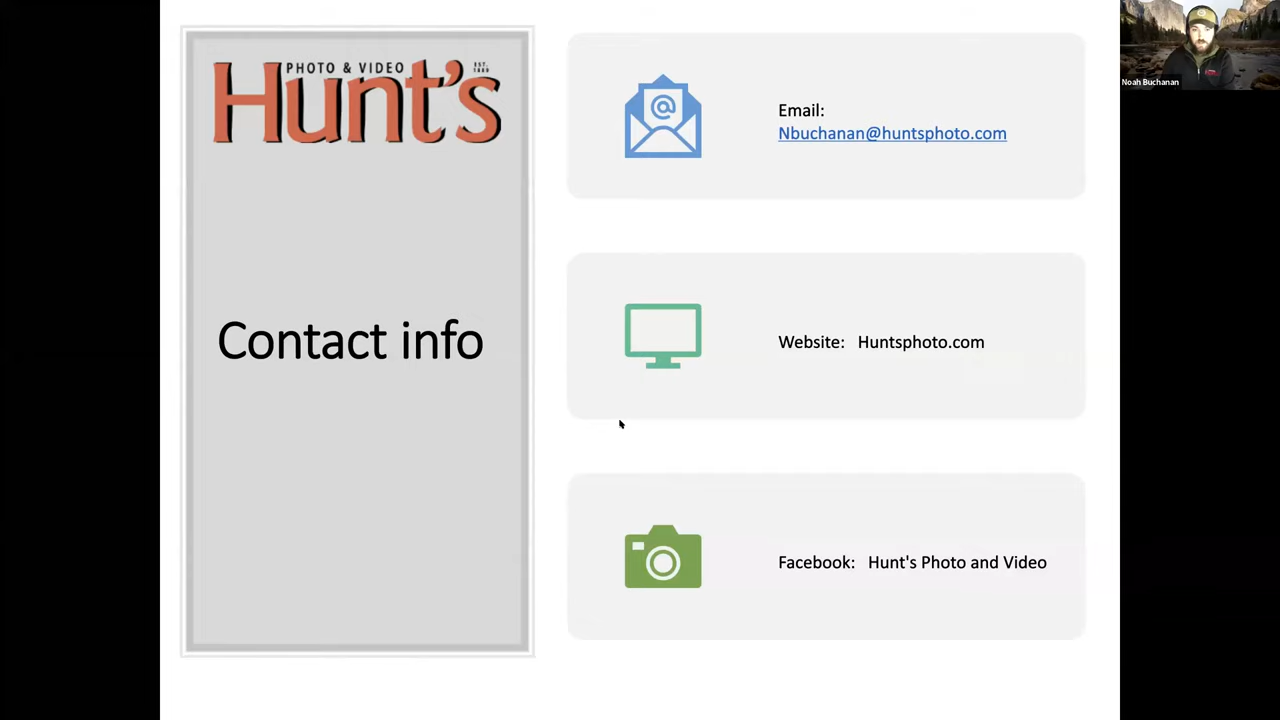 PHOTO & VIDEO
EST.
Hunt's
Contact info
Email:
Nbuchanan@huntsphoto.com
Website: Huntsphoto.com
Facebook: Hunt's Photo and Video
Noah Buchanan